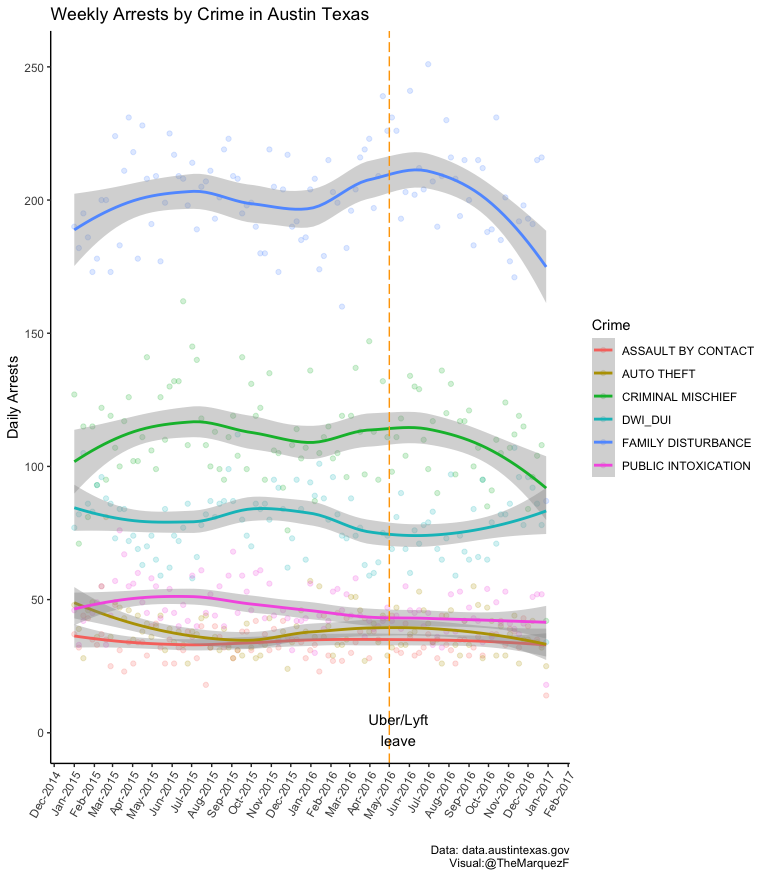 Weekly Arrests by Crime in Austin Texas
Daily Arrests
250
200
150
100
50
0
Uber/Lyft
leave
Dec-2014
Jan-2015
Feb-2015
Mar-2015
Apr-2015
May-2015
Jun-2015
Jul-2015
Aug-2015
Sep-2015
Oct-2015
Nov-2015
Dec-2015
Jan-2016
Feb-2016
Mar-2016
Apr-2016
May-2016
Jun-2016
Jul-2016
Aug-2016
Sep-2016
Oct-2016
Nov-2016
Dec-2016
Jan-2017
Feb-2017
Crime
ASSAULT BY CONTACT
AUTO THEFT
CRIMINAL MISCHIEF
DWI_DUI
FAMILY DISTURBANCE
PUBLIC INTOXICATION
Data: data.austintexas.gov
Visual:@TheMarquezF